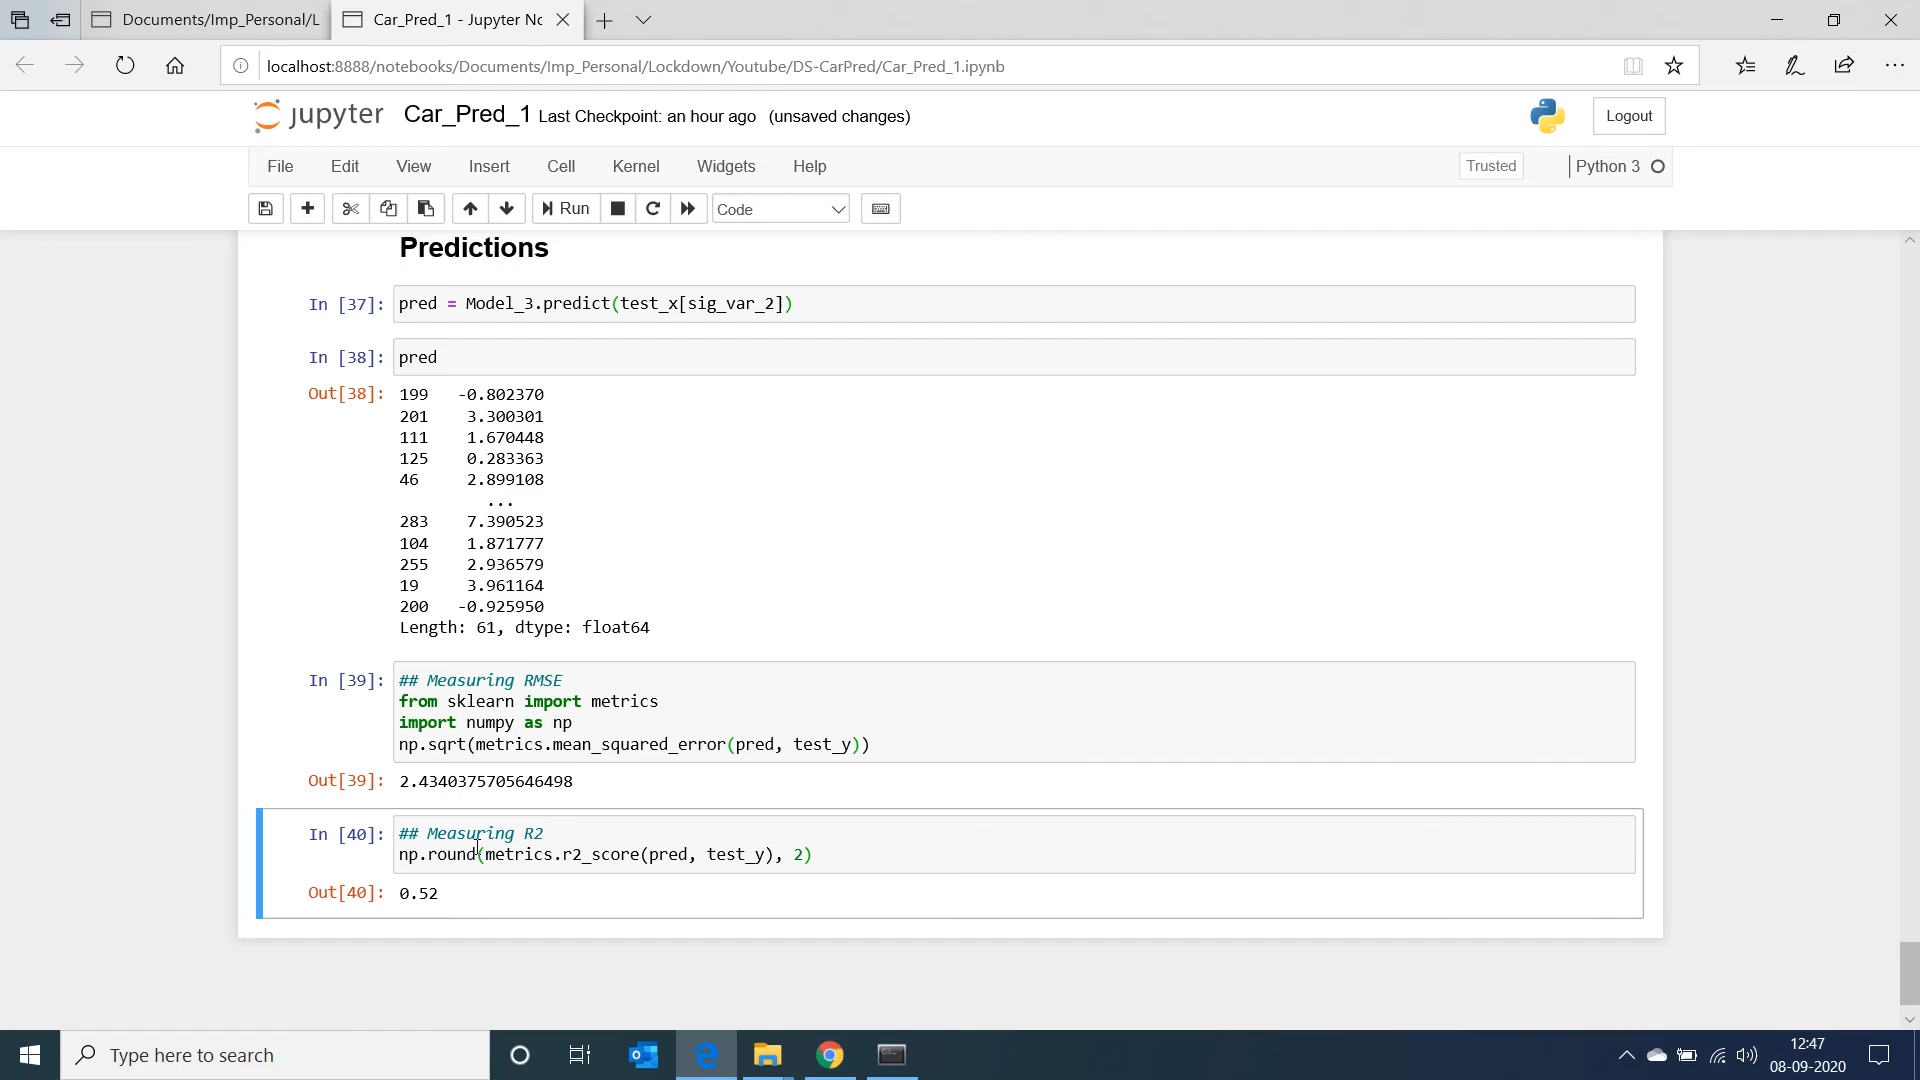 Documents/Imp_Personal/L
Car_Pred_1 - Jupyter Nc
localhost:8888/notebooks/Documents/Imp_Personal/Lockdown/Youtube/DS-CarPred/Car_Pred_1.ipynb
jupyter Car_Pred_1 Last Checkpoint: an hour ago (unsaved changes)
Logout
File Edit View Insert Cell Kernel Widgets Help
Trusted
Python 3
Run
Code
Predictions
In [37]: pred = Model_3.predict(test_x[sig_var_2])
In [38]: pred
Out[38]: 199 -0.802370
201 3.300301
111 1.670448
125 0.283363
46 2.899108
...
283 7.390523
104 1.871777
255 2.936579
19 3.961164
200 -0.925950
Length: 61, dtype: float64
In [39]: ## Measuring RMSE
from sklearn import metrics
import numpy as np
np.sqrt(metrics.mean_squared_error(pred, test_y))
Out[39]: 2.4340375705646498
In [40]: ## Measuring R2
np.round(metrics.r2_score(pred, test_y), 2)
Out[40]: 0.52
Type here to search
12:47
08-09-2020